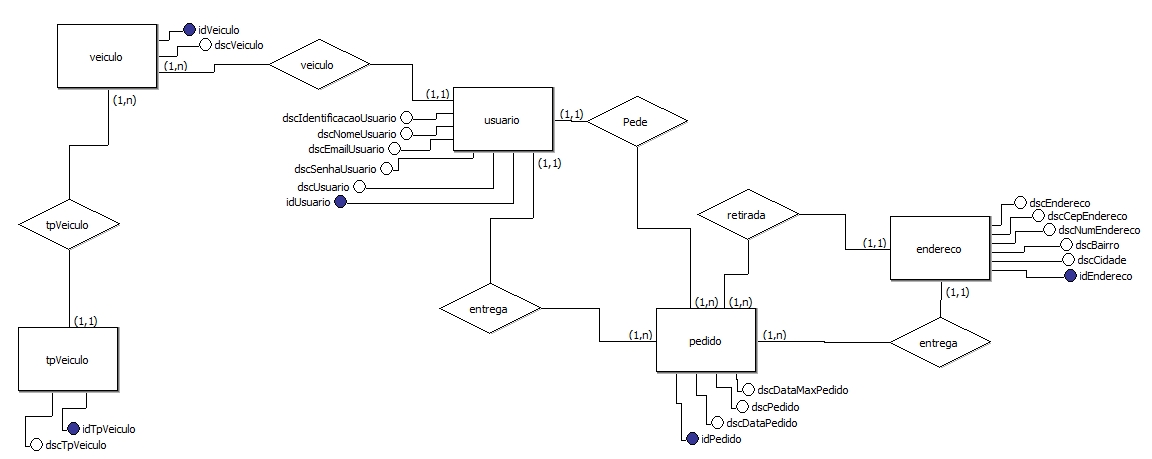 idVeiculo
dscVeiculo
veiculo
(1,n)
veiculo
(1,n)
(1,1)
usuario
(1,1)
Pede
dscIdentificacaoUsuario
dscNomeUsuario
dscEmailUsuario
dscSenhaUsuario
dscUsuario
idUsuario
(1,1)
tpVeiculo
retirada
dscEndereco
dscCepEndereco
dscNumEndereco
dscBairro
dscCidade
idEndereco
(1,1)
endereco
(1,1)
entrega
(1,n)
(1,n)
(1,n)
pedido
(1,n)
entrega
(1,1)
tpVeiculo
dscDataMaxPedido
dscPedido
dscDataPedido
idPedido
idTpVeiculo
dscTpVeiculo